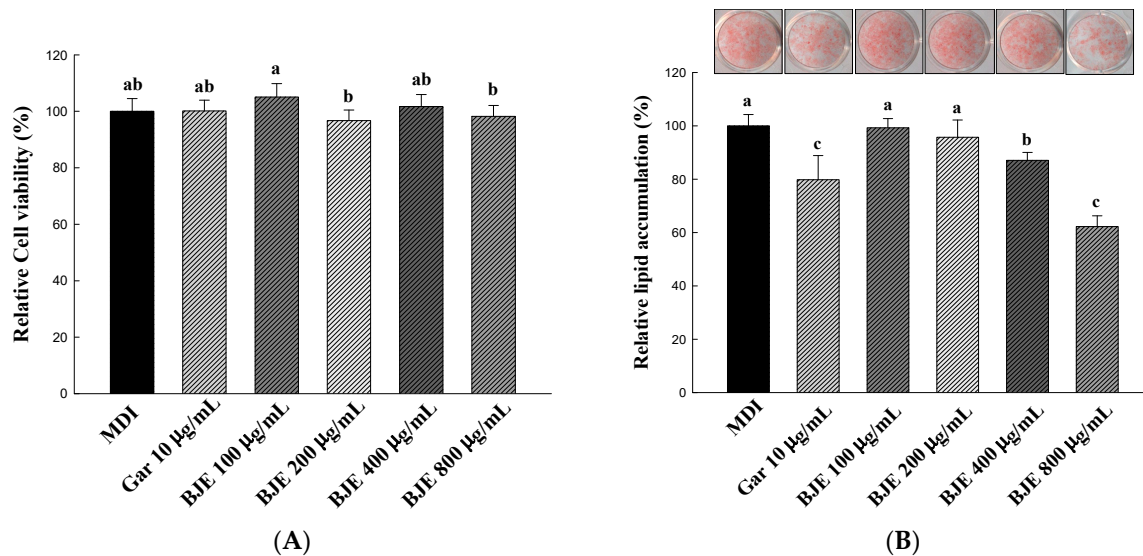 Relative Cell viability (%)
120
100
80
60
40
20
0
ab
ab
a
b
ab
b
MDI
Gar 10 μg/mL
BJE 100 μg/mL
BJE 200 μg/mL
BJE 400 μg/mL
BJE 800 μg/mL
(A)
Relative lipid accumulation (%)
120
100
80
60
40
20
0
a
c
a
a
b
c
MDI
Gar 10 μg/mL
BJE 100 μg/mL
BJE 200 μg/mL
BJE 400 μg/mL
BJE 800 μg/mL
(B)